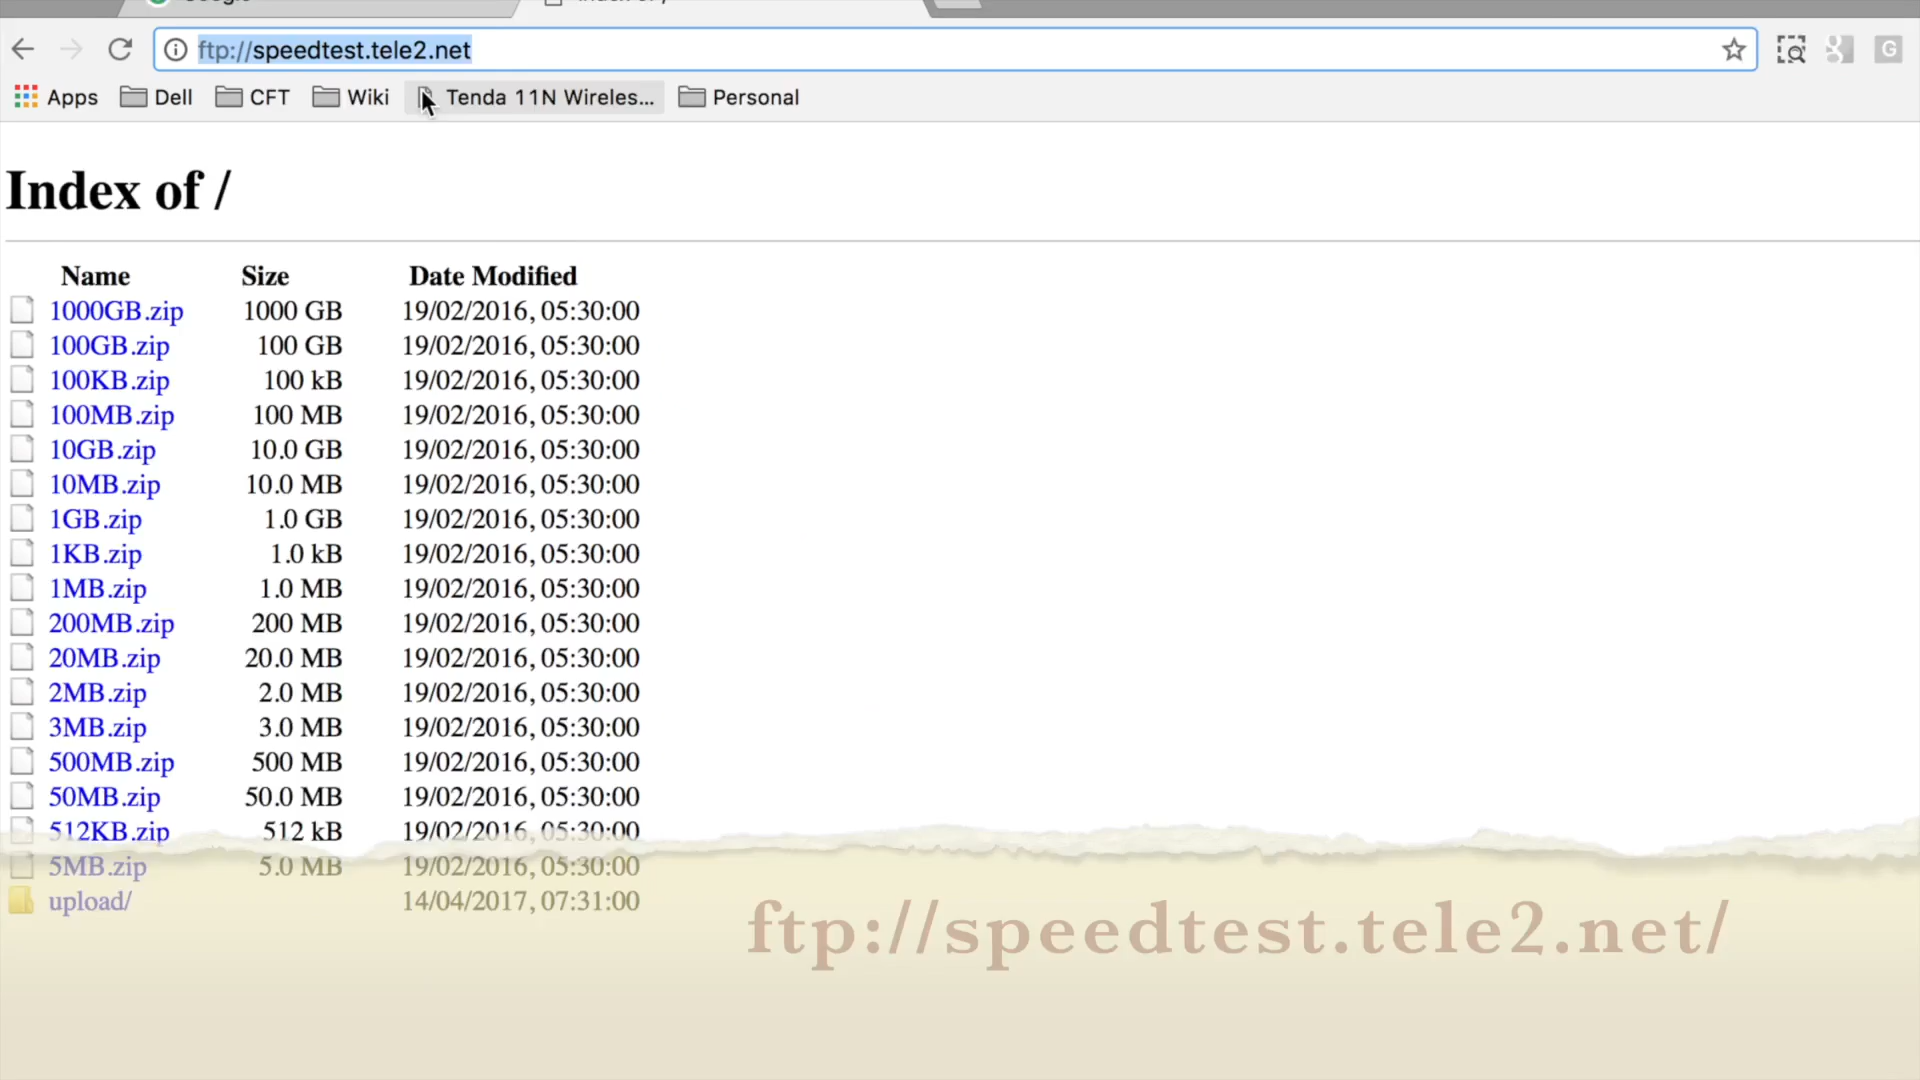 ftp://speedtest.tele2.net
G
Apps Dell CFT Wiki Tenda 11N Wireles... Personal
Index of /
Name Size Date Modified
1000GB.zip 1000 GB 19/02/2016, 05:30:00
100GB.zip 100 GB 19/02/2016, 05:30:00
100KB.zip 100 kB 19/02/2016, 05:30:00
100MB.zip 100 MB 19/02/2016, 05:30:00
10GB.zip 10.0 GB 19/02/2016, 05:30:00
10MB.zip 10.0 MB 19/02/2016, 05:30:00
1GB.zip 1.0 GB 19/02/2016, 05:30:00
1KB.zip 1.0 kB 19/02/2016, 05:30:00
1MB.zip 1.0 MB 19/02/2016, 05:30:00
200MB.zip 200 MB 19/02/2016, 05:30:00
20MB.zip 20.0 MB 19/02/2016, 05:30:00
2MB.zip 2.0 MB 19/02/2016, 05:30:00
3MB.zip 3.0 MB 19/02/2016, 05:30:00
500MB.zip 500 MB 19/02/2016, 05:30:00
50MB.zip 50.0 MB 19/02/2016, 05:30:00
512KB.zip 512 kB 19/02/2016, 05:30:00
5MB.zip 5.0 MB 19/02/2016, 05:30:00
upload/ 14/04/2017, 07:31:00
ftp://speedtest.tele2.net/